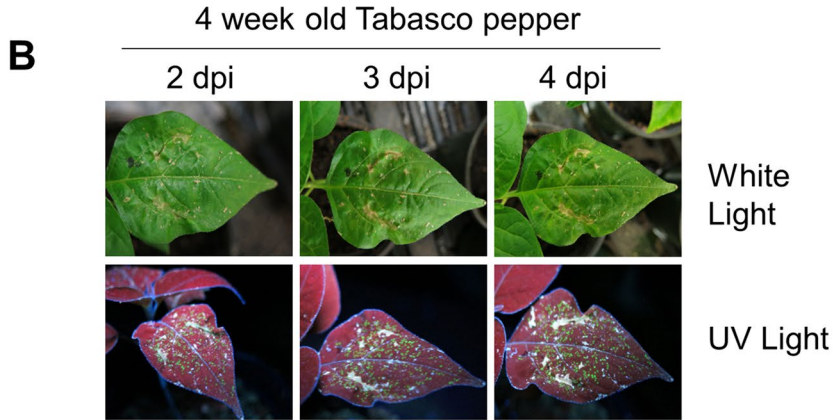 4 week old Tabasco pepper
B
2 dpi 3 dpi 4 dpi
White
Light
UV Light